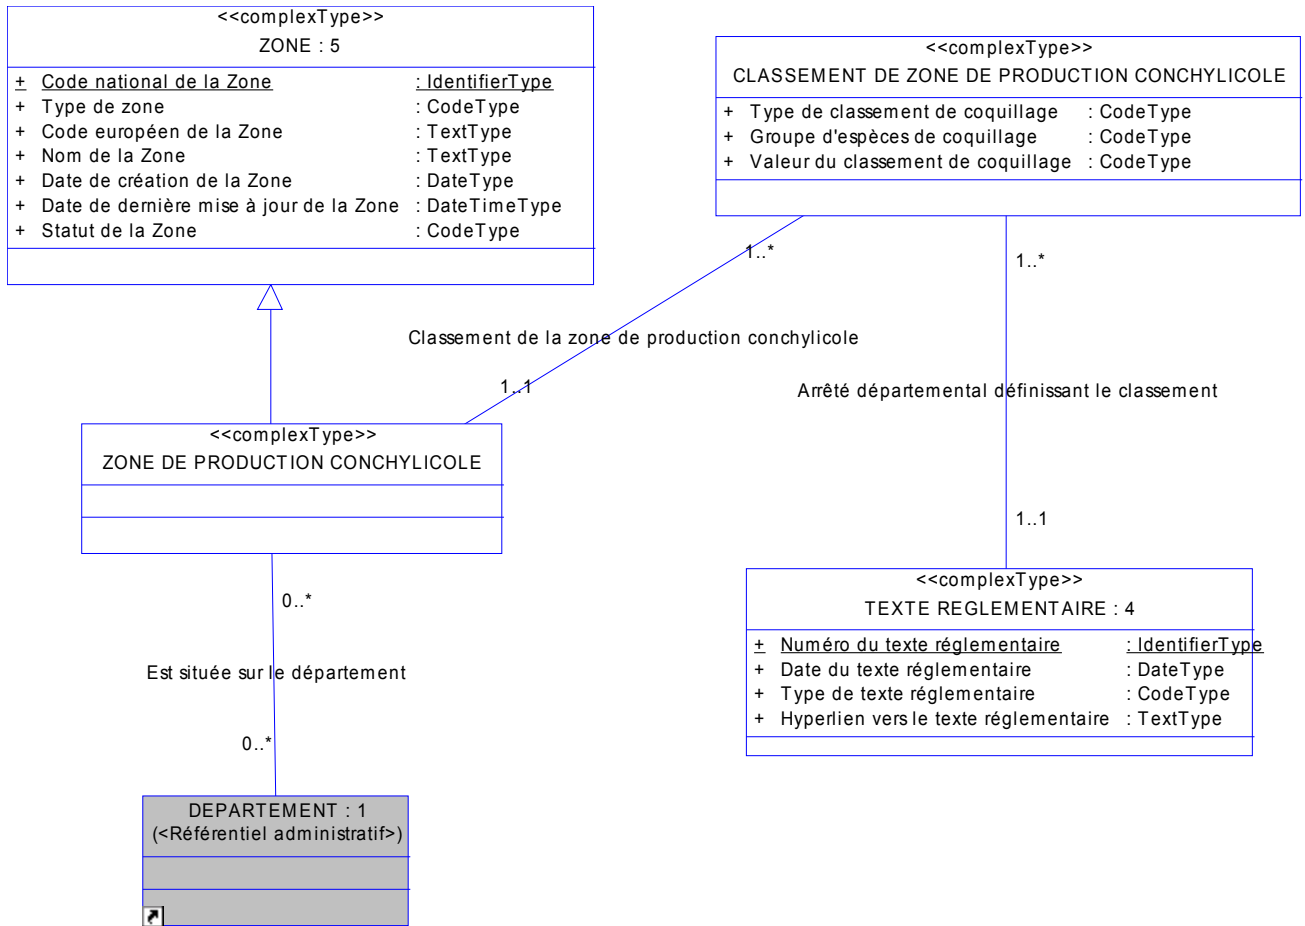 <<complexType>>
ZONE : 5
+ Code national de la Zone : IdentifierType
+ Type de zone : CodeType
+ Code européen de la Zone : TextType
+ Nom de la Zone : TextType
+ Date de création de la Zone : DateType
+ Date de dernière mise à jour de la Zone : DateTimeType
+ Statut de la Zone : CodeType
<<complexType>>
CLASSEMENT DE ZONE DE PRODUCTION CONCHYLICOLE
+ Type de classement de coquillage : CodeType
+ Groupe d'espèces de coquillage : CodeType
+ Valeur du classement de coquillage : CodeType
1..*
1..*
Classement de la zone de production conchylicole
1..1
Arrêté départemental définissant le classement
<<complexType>>
ZONE DE PRODUCTION CONCHYLICOLE
1..1
<<complexType>>
TEXTE REGLEMENTAIRE : 4
+ Numéro du texte réglementaire : IdentifierType
+ Date du texte réglementaire : DateType
+ Type de texte réglementaire : CodeType
+ Hyperlien vers le texte réglementaire : TextType
0..*
Est située sur le département
0..*
DEPARTEMENT : 1
(<Référentiel administratif>)